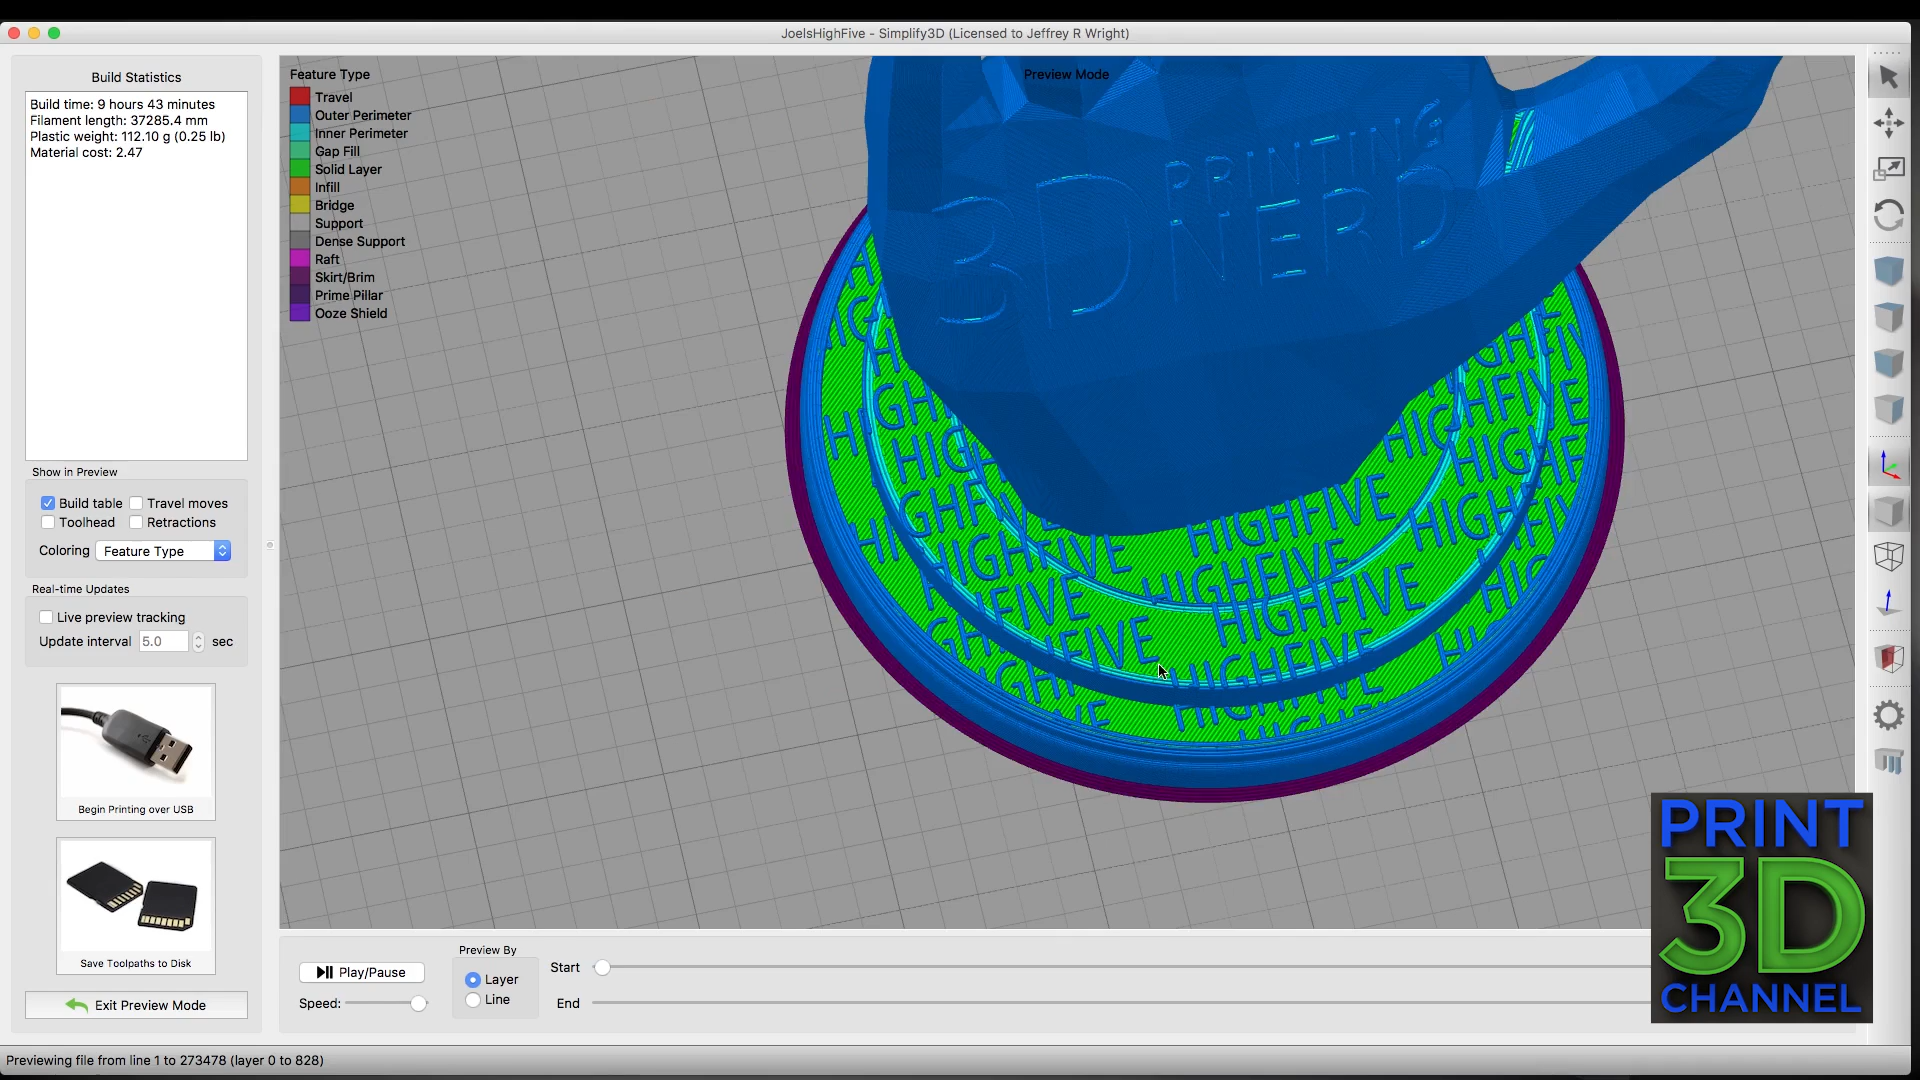 JoelsHighFive - Simplify3D (Licensed to Jeffrey R Wright)
Build Statistics
Build time: 9 hours 43 minutes
Filament length: 37285.4 mm
Plastic weight: 112.10 g (0.25 lb)
Material cost: 2.47
Show in Preview
Build table
Travel moves
Toolhead
Retractions
Coloring
Feature Type
Real-time Updates
Live preview tracking
Update interval 5.0 sec
Begin Printing over USB
Save Toolpaths to Disk
Exit Preview Mode
Feature Type
Travel
Outer Perimeter
Inner Perimeter
Gap Fill
Solid Layer
Infill
Bridge
Support
Dense Support
Raft
Skirt/Brim
Prime Pillar
Ooze Shield
Preview Mode
3D PRINTING
NERD
HIGHFIVE
HIGHFIVE
HIGHFIVE
HIGHFIVE
HIGHFIVE
Play/Pause
Speed:
Preview By
Layer
Line
Start
End
PRINT
3D
CHANNEL
Previewing file from line 1 to 273478 (layer 0 to 828)